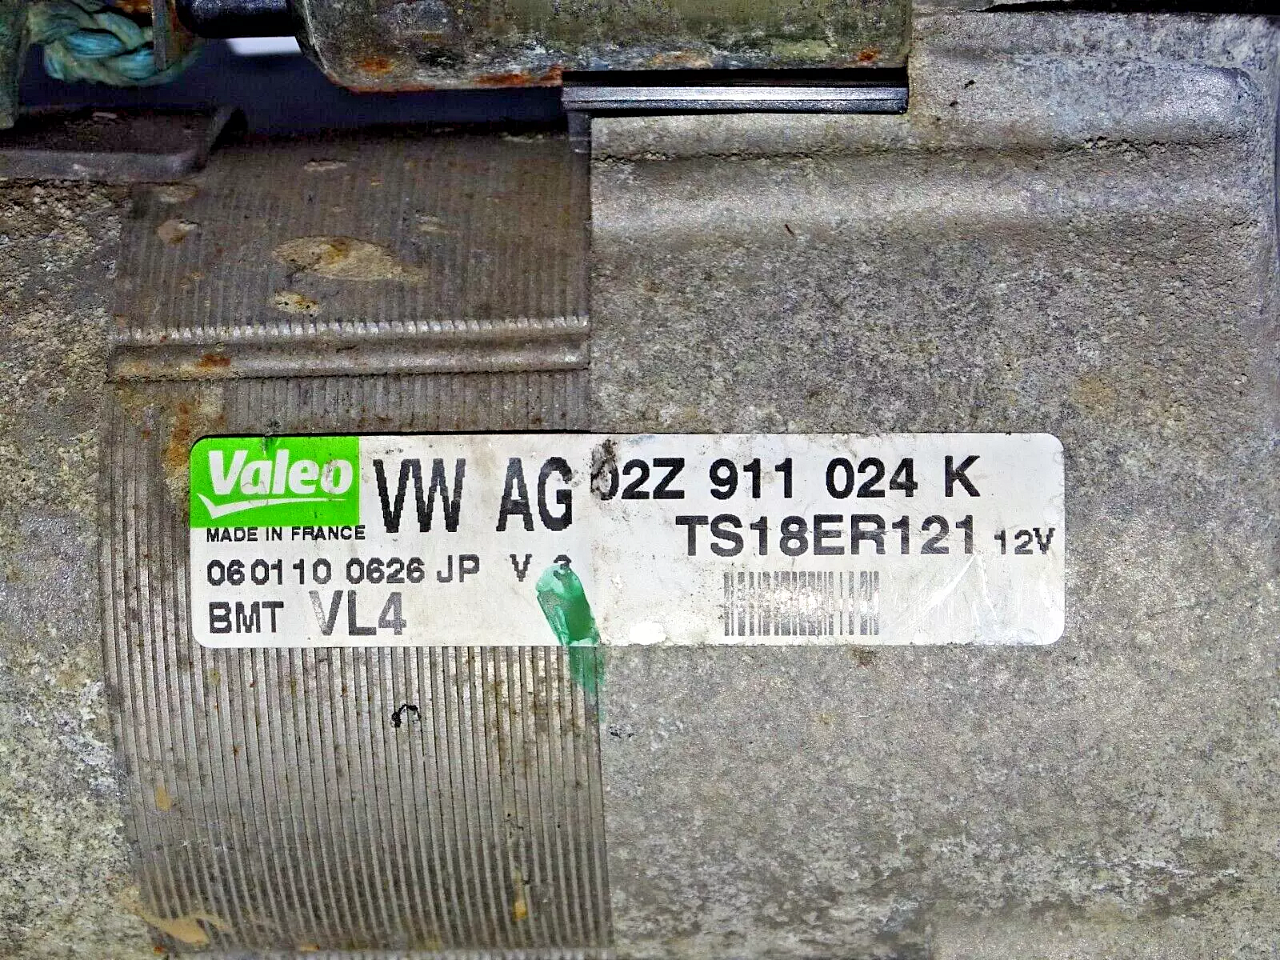 Valeo VW AG 02Z 911 024 K
MADE IN FRANCE TS18ER121 12V
060110 0626 JP V
BMT VL4